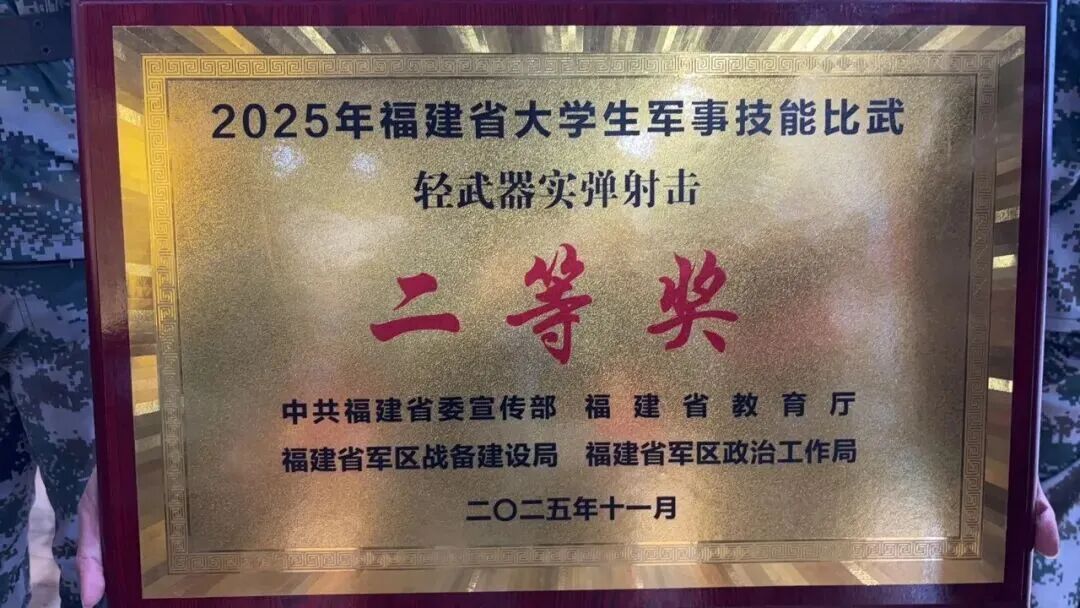 2025年福建省大学生军事技能比武
轻武器实弹射击
二等奖
中共福建省委宣传部 福建省教育厅
福建省军区战备建设局 福建省军区政治工作局
二〇二五年十一月